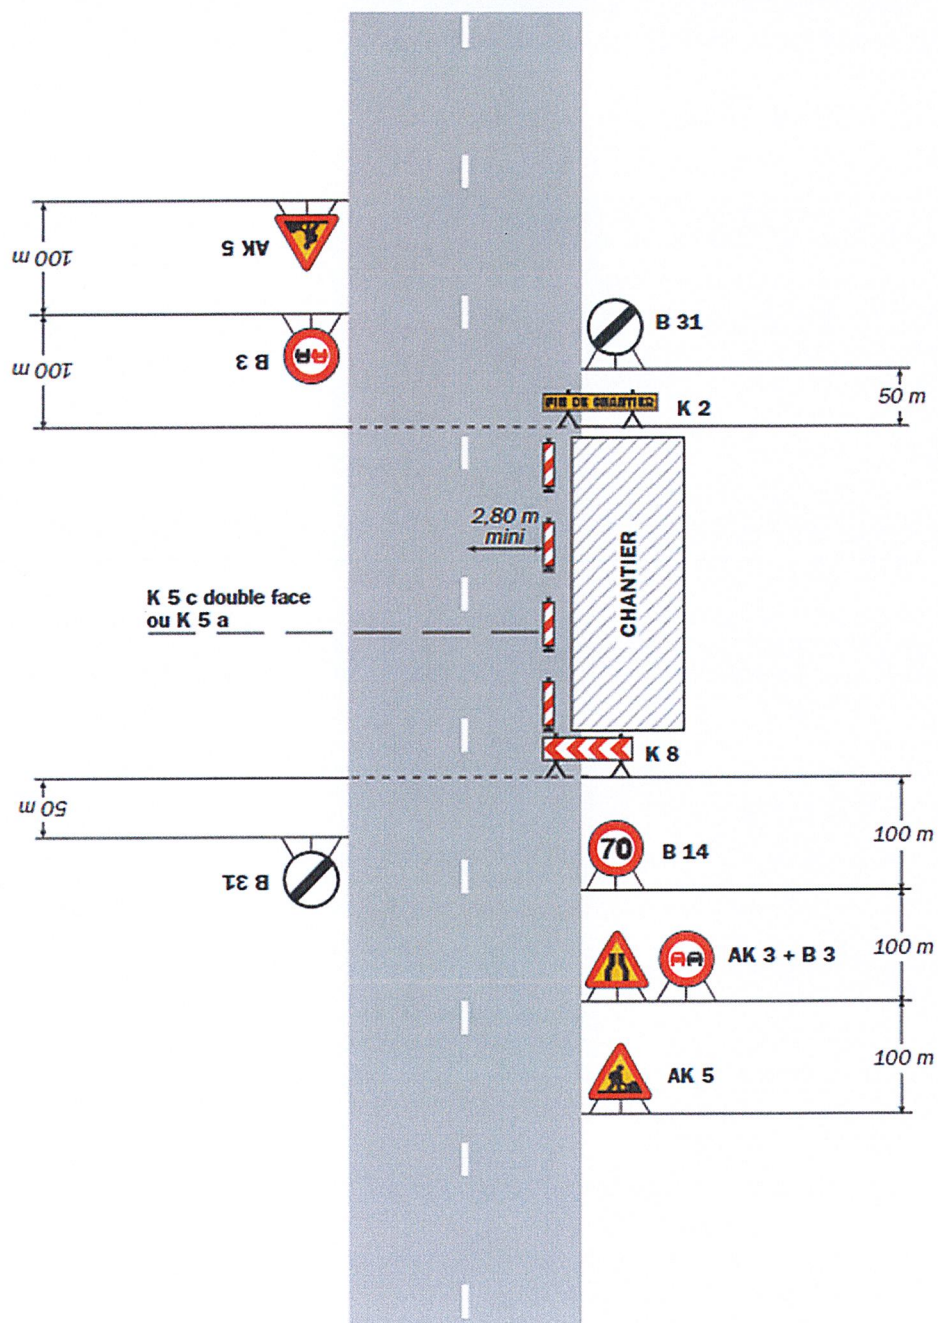 AK 5
100 m
B 3
100 m
B 31
50 m
FIN DE CHANTIER
K 2
2,80 m
mini
CHANTIER
K 5 c double face
ou K 5 a
K 8
50 m
B 31
70
B 14
100 m
AK 3 + B 3
100 m
AK 5
100 m